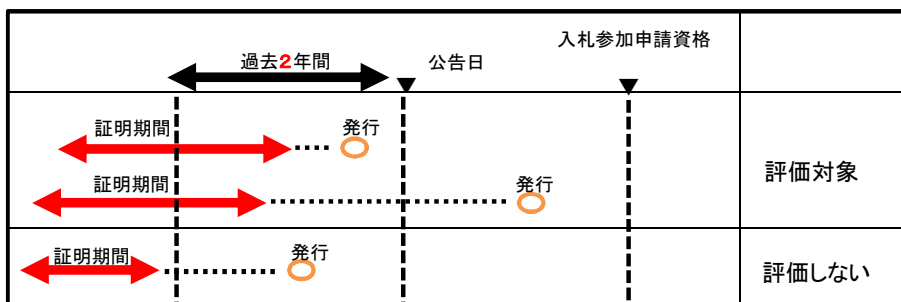 入札参加申請資格
過去2年間
公告日
証明期間
発行
評価対象
証明期間
発行
証明期間
発行
評価しない